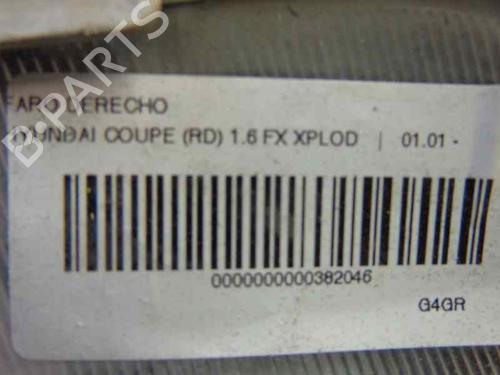 FARO DERECHO
HYUNDAI COUPE (RD) 1.6 FX XPLOD | 01.01 -
0000000000382046
G4GR
B-PARTS